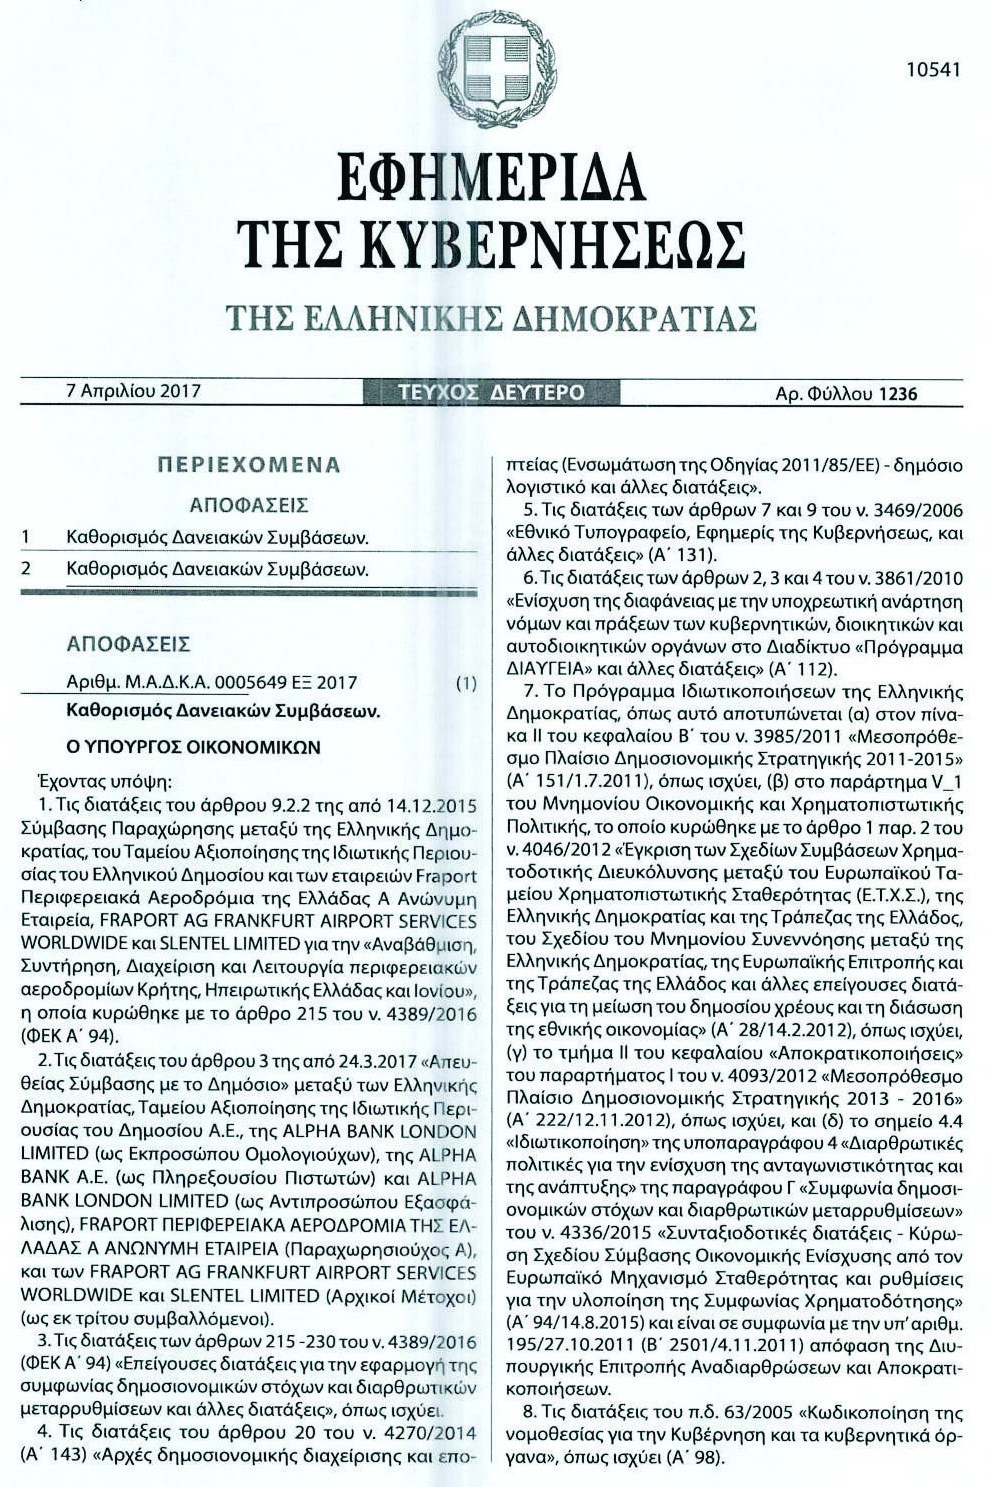 10541
ΕΦΗΜΕΡΙΔΑ
ΤΗΣ ΚΥΒΕΡΝΗΣΕΩΣ
ΤΗΣ ΕΛΛΗΝΙΚΗΣ ΔΗΜΟΚΡΑΤΙΑΣ
7 Απριλίου 2017
ΤΕΥΧΟΣ ΔΕΥΤΕΡΟ
Αρ. Φύλλου 1236
ΠΕΡΙΕΧΟΜΕΝΑ
ΑΠΟΦΑΣΕΙΣ
1 Καθορισμός Δανειακών Συμβάσεων.
2 Καθορισμός Δανειακών Συμβάσεων.
ΑΠΟΦΑΣΕΙΣ
Αριθμ. Μ.Α.Δ.Κ.Α. 0005649 ΕΞ 2017 (1)
Καθορισμός Δανειακών Συμβάσεων.
Ο ΥΠΟΥΡΓΟΣ ΟΙΚΟΝΟΜΙΚΩΝ
Έχοντας υπόψη:
1. Τις διατάξεις του άρθρου 9.2.2 της από 14.12.2015
Σύμβασης Παραχώρησης μεταξύ της Ελληνικής Δημο-
κρατίας, του Ταμείου Αξιοποίησης της Ιδιωτικής Περιου-
σίας του Ελληνικού Δημοσίου και των εταιρειών Fraport
Περιφερειακά Αεροδρόμια της Ελλάδας Α Ανώνυμη
Εταιρεία, FRAPORT AG FRANKFURT AIRPORT SERVICES
WORLDWIDE και SLENTEL LIMITED για την «Αναβάθμιση,
Συντήρηση, Διαχείριση και Λειτουργία περιφερειακών
αεροδρομίων Κρήτης, Ηπειρωτικής Ελλάδας και Ιονίου»,
η οποία κυρώθηκε με το άρθρο 215 του ν. 4389/2016
(ΦΕΚ Α΄ 94).
2. Τις διατάξεις του άρθρου 3 της από 24.3.2017 «Απευ-
θείας Σύμβασης με το Δημόσιο» μεταξύ των Ελληνικής
Δημοκρατίας, Ταμείου Αξιοποίησης της Ιδιωτικής Περι-
ουσίας του Δημοσίου Α.Ε., της ALPHA BANK LONDON
LIMITED (ως Εκπροσώπου Ομολογιούχων), της ALPHA
BANK Α.Ε. (ως Πληρεξουσίου Πιστωτών) και ALPHA
BANK LONDON LIMITED (ως Αντιπροσώπου Εξασφά-
λισης), FRAPORT ΠΕΡΙΦΕΡΕΙΑΚΑ ΑΕΡΟΔΡΟΜΙΑ ΤΗΣ ΕΛ-
ΛΑΔΑΣ Α ΑΝΩΝΥΜΗ ΕΤΑΙΡΕΙΑ (Παραχωρησιούχος Α),
και των FRAPORT AG FRANKFURT AIRPORT SERVICES
WORLDWIDE και SLENTEL LIMITED (Αρχικοί Μέτοχοι)
(ως εκ τρίτου συμβαλλόμενοι).
3. Τις διατάξεις των άρθρων 215 -230 του ν. 4389/2016
(ΦΕΚ Α΄ 94) «Επείγουσες διατάξεις για την εφαρμογή της
συμφωνίας δημοσιονομικών στόχων και διαρθρωτικών
μεταρρυθμίσεων και άλλες διατάξεις», όπως ισχύει.
4. Τις διατάξεις του άρθρου 20 του ν. 4270/2014
(Α΄ 143) «Αρχές δημοσιονομικής διαχείρισης και επο-
πτείας (Ενσωμάτωση της Οδηγίας 2011/85/ΕΕ) - δημόσιο
λογιστικό και άλλες διατάξεις».
5. Τις διατάξεις των άρθρων 7 και 9 του ν. 3469/2006
«Εθνικό Τυπογραφείο, Εφημερίς της Κυβερνήσεως, και
άλλες διατάξεις» (Α΄ 131).
6. Τις διατάξεις των άρθρων 2, 3 και 4 του ν. 3861/2010
«Ενίσχυση της διαφάνειας με την υποχρεωτική ανάρτηση
νόμων και πράξεων των κυβερνητικών, διοικητικών και
αυτοδιοικητικών οργάνων στο Διαδίκτυο «Πρόγραμμα
ΔΙΑΥΓΕΙΑ» και άλλες διατάξεις» (Α΄ 112).
7. Το Πρόγραμμα Ιδιωτικοποιήσεων της Ελληνικής
Δημοκρατίας, όπως αυτό αποτυπώνεται (α) στον πίνα-
κα ΙΙ του κεφαλαίου Β΄ του ν. 3985/2011 «Μεσοπρόθε-
σμο Πλαίσιο Δημοσιονομικής Στρατηγικής 2011-2015»
(Α΄ 151/1.7.2011), όπως ισχύει, (β) στο παράρτημα V_1
του Μνημονίου Οικονομικής και Χρηματοπιστωτικής
Πολιτικής, το οποίο κυρώθηκε με το άρθρο 1 παρ. 2 του
ν. 4046/2012 «Έγκριση των Σχεδίων Συμβάσεων Χρημα-
τοδοτικής Διευκόλυνσης μεταξύ του Ευρωπαϊκού Τα-
μείου Χρηματοπιστωτικής Σταθερότητας (Ε.Τ.Χ.Σ.), της
Ελληνικής Δημοκρατίας και της Τράπεζας της Ελλάδος,
του Σχεδίου του Μνημονίου Συνεννόησης μεταξύ της
Ελληνικής Δημοκρατίας, της Ευρωπαϊκής Επιτροπής και
της Τράπεζας της Ελλάδος και άλλες επείγουσες διατά-
ξεις για τη μείωση του δημοσίου χρέους και τη διάσωση
της εθνικής οικονομίας» (Α΄ 28/14.2.2012), όπως ισχύει,
(γ) το τμήμα ΙΙ του κεφαλαίου «Αποκρατικοποιήσεις»
του παραρτήματος Ι του ν. 4093/2012 «Μεσοπρόθεσμο
Πλαίσιο Δημοσιονομικής Στρατηγικής 2013 - 2016»
(Α΄ 222/12.11.2012), όπως ισχύει, και (δ) το σημείο 4.4
«Ιδιωτικοποίηση» της υποπαραγράφου 4 «Διαρθρωτικές
πολιτικές για την ενίσχυση της ανταγωνιστικότητας και
της ανάπτυξης» της παραγράφου Γ «Συμφωνία δημοσι-
ονομικών στόχων και διαρθρωτικών μεταρρυθμίσεων»
του ν. 4336/2015 «Συνταξιοδοτικές διατάξεις - Κύρω-
ση Σχεδίου Σύμβασης Οικονομικής Ενίσχυσης από τον
Ευρωπαϊκό Μηχανισμό Σταθερότητας και ρυθμίσεις
για την υλοποίηση της Συμφωνίας Χρηματοδότησης»
(Α΄ 94/14.8.2015) και είναι σε συμφωνία με την υπ' αριθμ.
195/27.10.2011 (Β΄ 2501/4.11.2011) απόφαση της Διυ-
πουργικής Επιτροπής Αναδιαρθρώσεων και Αποκρατι-
κοποιήσεων.
8. Τις διατάξεις του π.δ. 63/2005 «Κωδικοποίηση της
νομοθεσίας για την Κυβέρνηση και τα κυβερνητικά όρ-
γανα», όπως ισχύει (Α΄ 98).